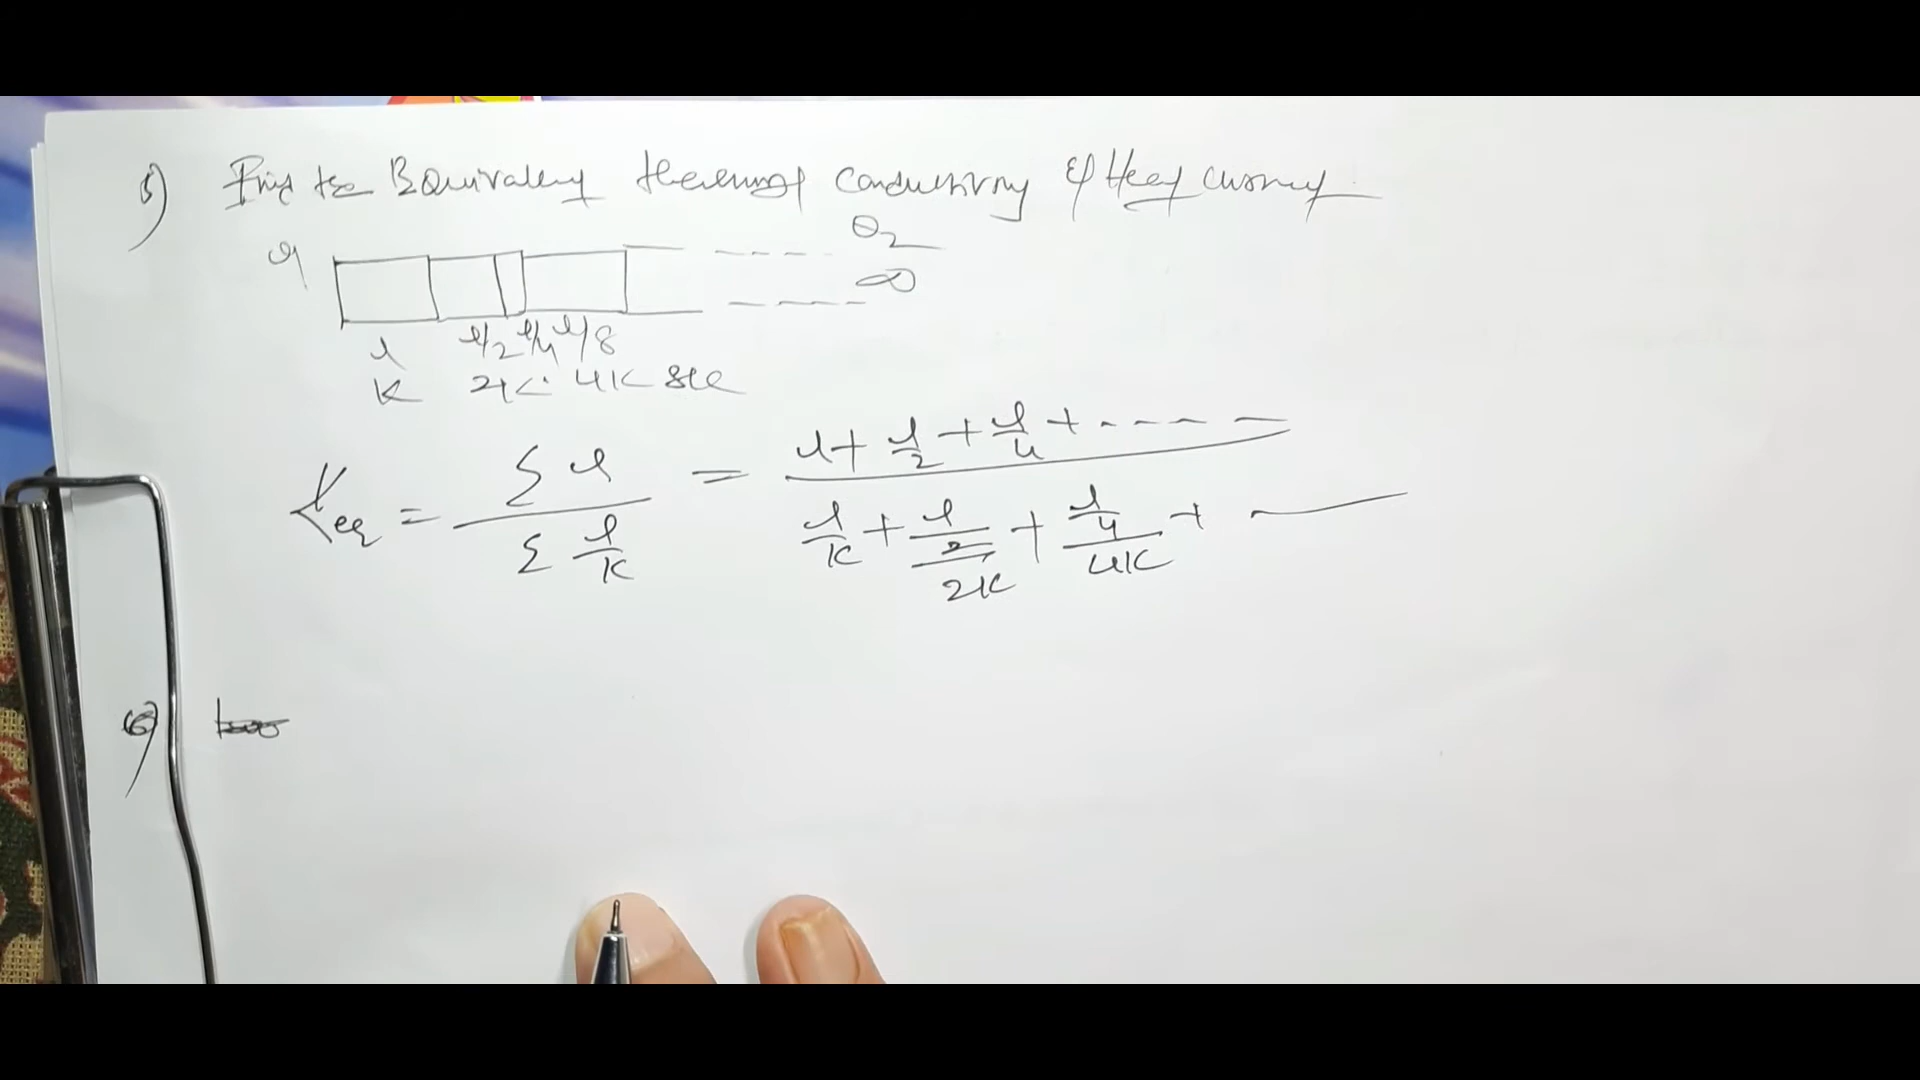 5) Find the Equivalent thermal conductivity & Heat current
θ1 θ2
---- ∞
l l/2 l/4 l/8
K 2K 4K 8K
Keq = Σl / Σ l/K = (l + l/2 + l/4 + ----) / (l/K + (l/2)/2K + (l/4)/4K + —)
6)